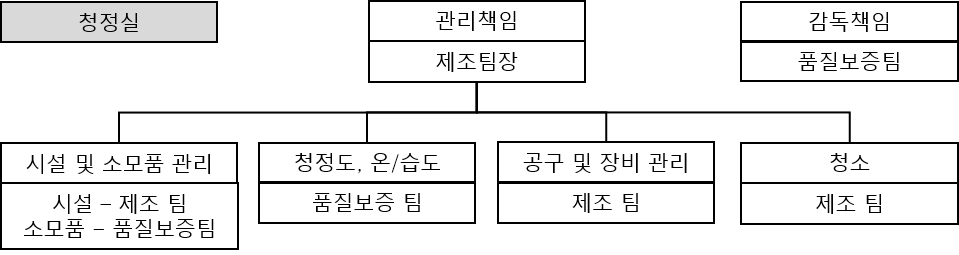 청정실
관리책임
제조팀장
감독책임
품질보증팀
시설 및 소모품 관리
시설 – 제조 팀
소모품 – 품질보증팀
청정도, 온/습도
품질보증 팀
공구 및 장비 관리
제조 팀
청소
제조 팀